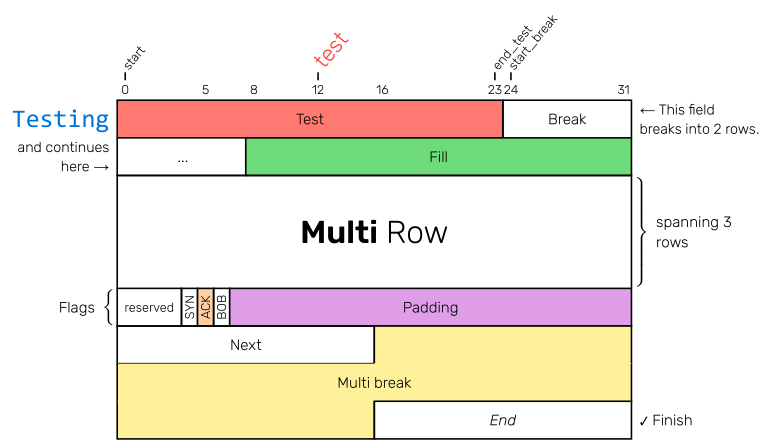 start
test
end_test
start_break
0 5 8 12 16 23 24 31
Testing
Test
Break
← This field
breaks into 2 rows.
and continues
here →
...
Fill
Multi Row
spanning 3
rows
Flags
reserved
SYN
ACK
BOB
Padding
Next
Multi break
End
✓ Finish